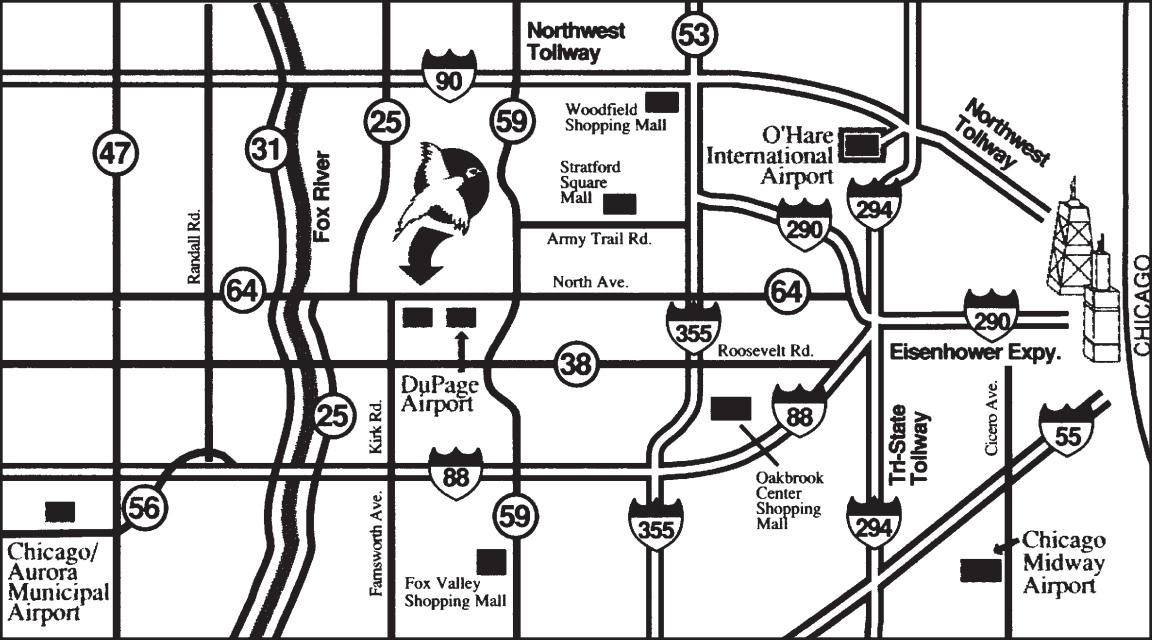 Northwest
Tollway
53
90
Woodfield
Shopping Mall
25
59
O'Hare
International
Airport
Northwest
Tollway
47
31
Fox River
Stratford
Square
Mall
294
290
Randall Rd.
Army Trail Rd.
64
North Ave.
64
CHICAGO
355
290
Roosevelt Rd.
Eisenhower Expy.
38
DuPage
Airport
25
Kirk Rd.
88
Tri-State
Tollway
Cicero Ave.
55
88
Oakbrook
Center
Shopping
Mall
56
59
355
294
Farnsworth Ave.
Chicago/
Aurora
Municipal
Airport
Fox Valley
Shopping Mall
Chicago
Midway
Airport